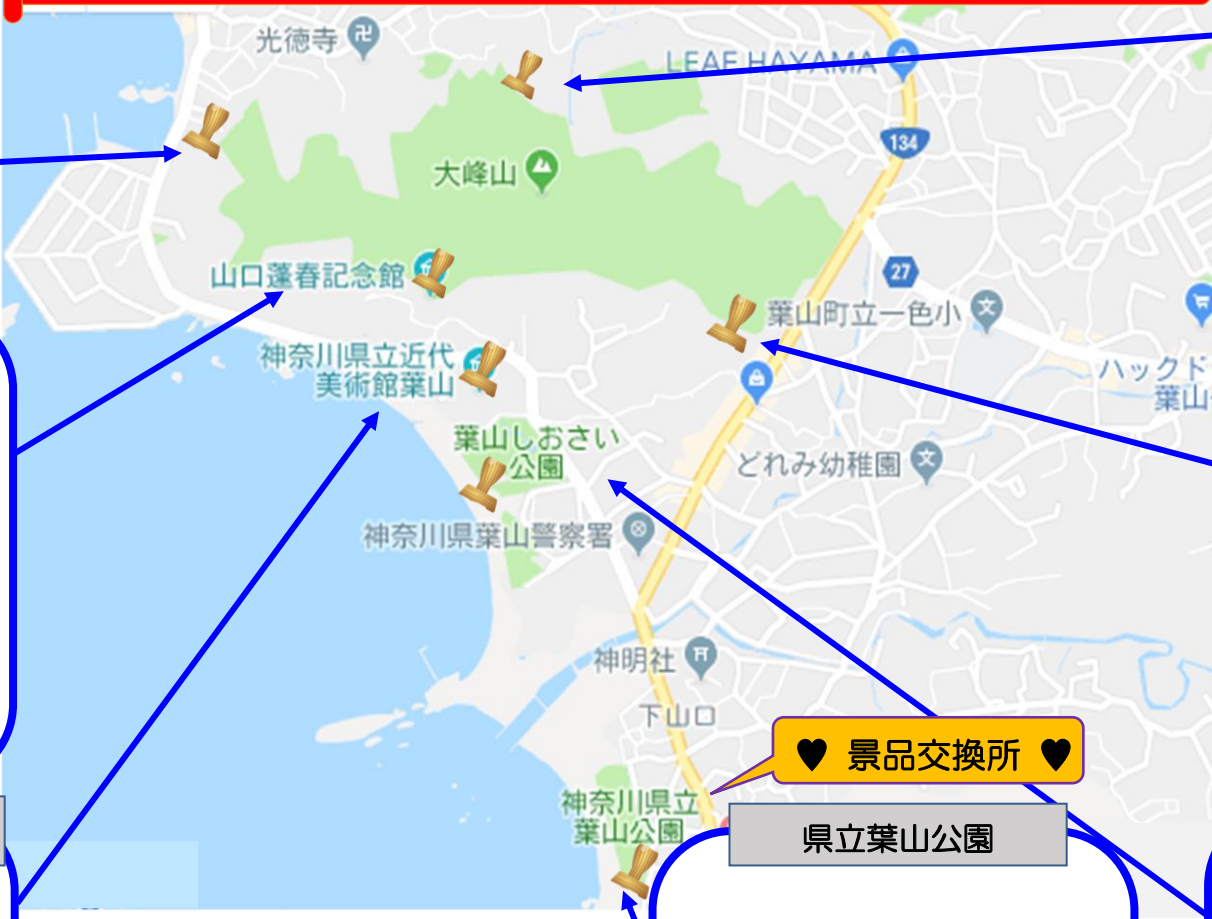 光徳寺
LEAF HAYAMA
134
大峰山
27
山口蓬春記念館
葉山町立一色小
神奈川県立近代
美術館葉山
ハックド
葉山
葉山しおさい
公園
どれみ幼稚園
神奈川県葉山警察署
神明社
下山口
♥ 景品交換所 ♥
神奈川県立
葉山公園
県立葉山公園